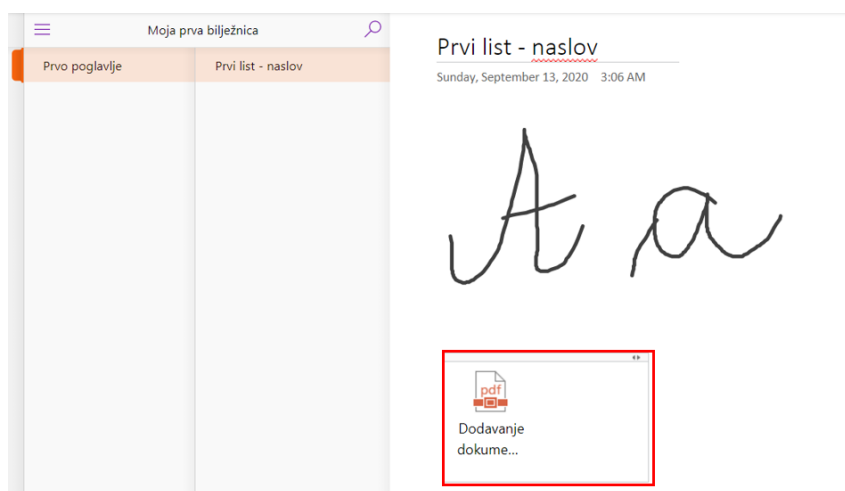 Moja prva bilježnica
Prvo poglavlje
Prvi list - naslov
Prvi list - naslov
Sunday, September 13, 2020 3:06 AM
A a
pdf
Dodavanje
dokume...